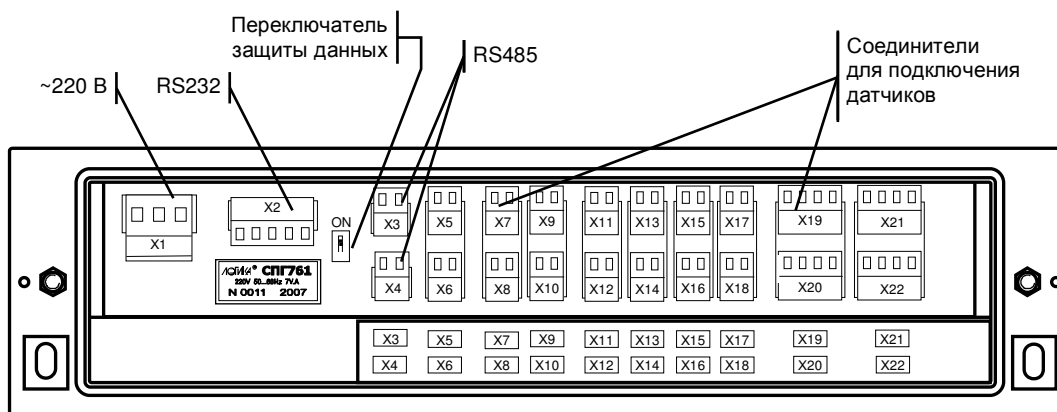 Переключатель
защиты данных
RS485
Соединители
для подключения
датчиков
~220 В
RS232
X1
X2
ON
X3
X5
X7
X9
X11
X13
X15
X17
X19
X21
X4
X6
X8
X10
X12
X14
X16
X18
X20
X22
ЛОГИКА® СПГ761
220V 50...60Hz 7V.A
N 0011 2007
X3 X5 X7 X9 X11 X13 X15 X17 X19 X21
X4 X6 X8 X10 X12 X14 X16 X18 X20 X22